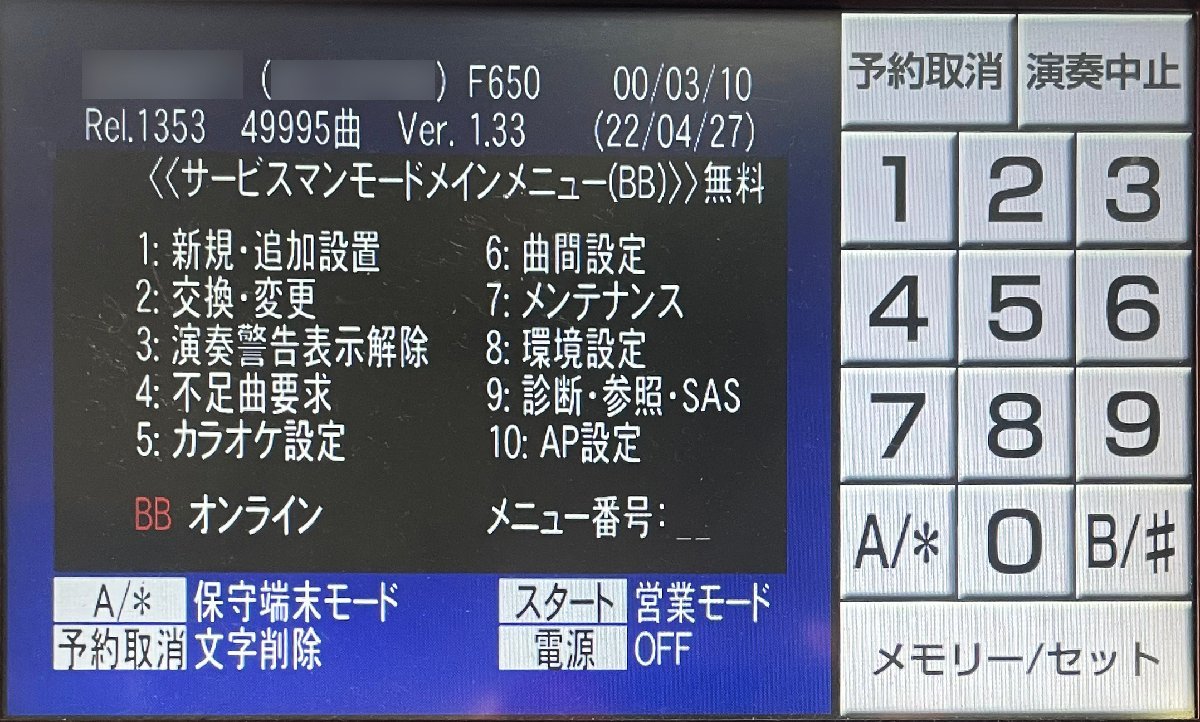 ( ) F650 00/03/10
Rel.1353 49995曲 Ver. 1.33 (22/04/27)
《サービスマンモードメインメニュー(BB)》無料
1: 新規・追加設置
2: 交換・変更
3: 演奏警告表示解除
4: 不足曲要求
5: カラオケ設定
6: 曲間設定
7: メンテナンス
8: 環境設定
9: 診断・参照・SAS
10: AP設定
BB オンライン
メニュー番号: __
A/* 保守端末モード
スタート 営業モード
予約取消 文字削除
電源 OFF
予約取消 演奏中止
1 2 3
4 5 6
7 8 9
A/* 0 B/♯
メモリー/セット